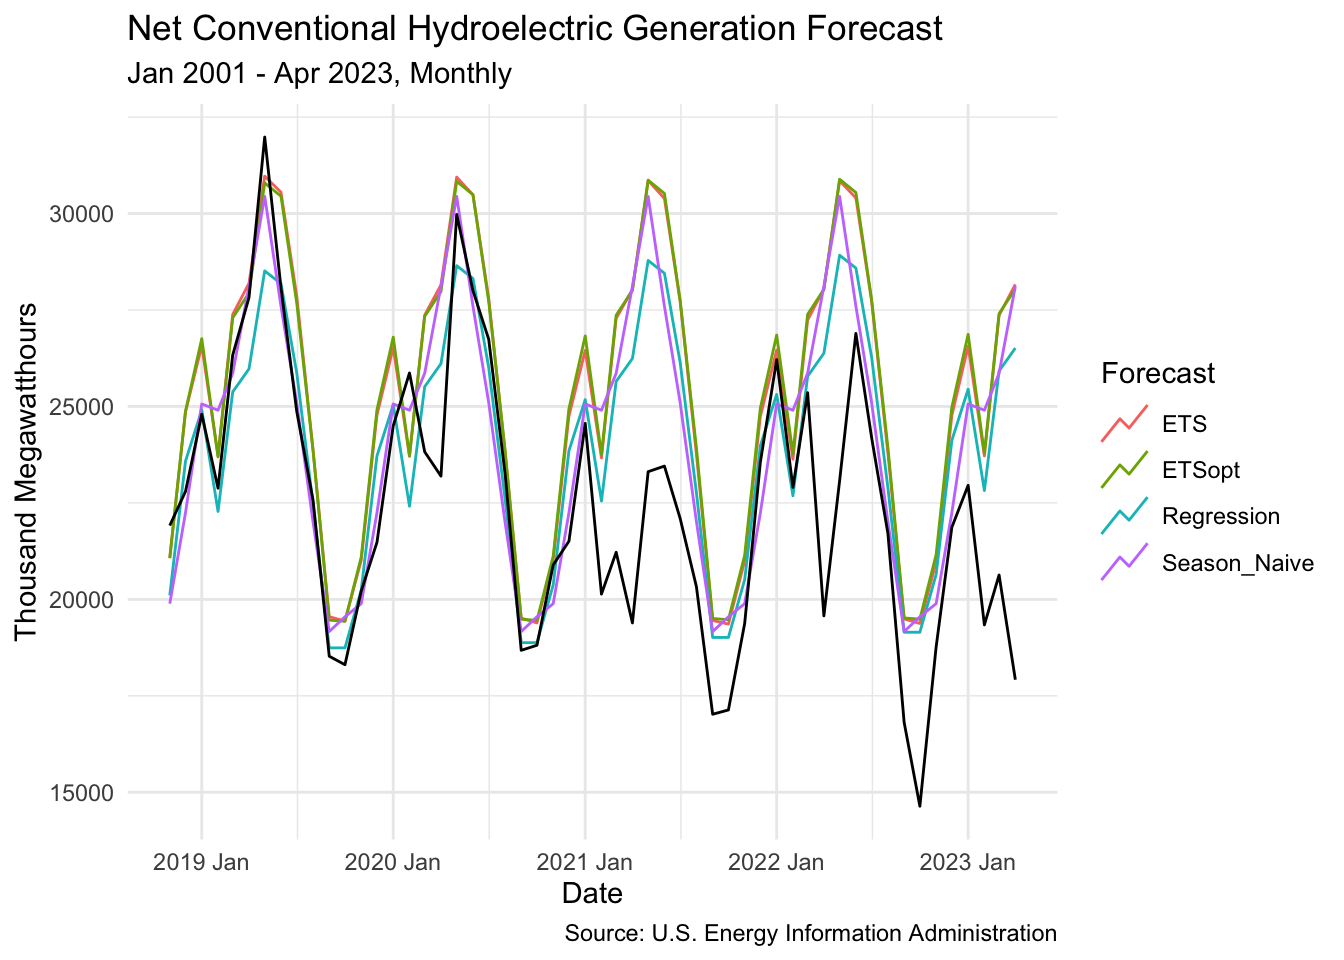 Net Conventional Hydroelectric Generation Forecast
Jan 2001 - Apr 2023, Monthly
Thousand Megawatthours
30000
25000
20000
15000
2019 Jan
2020 Jan
2021 Jan
2022 Jan
2023 Jan
Date
Forecast
ETS
ETSopt
Regression
Season_Naive
Source: U.S. Energy Information Administration